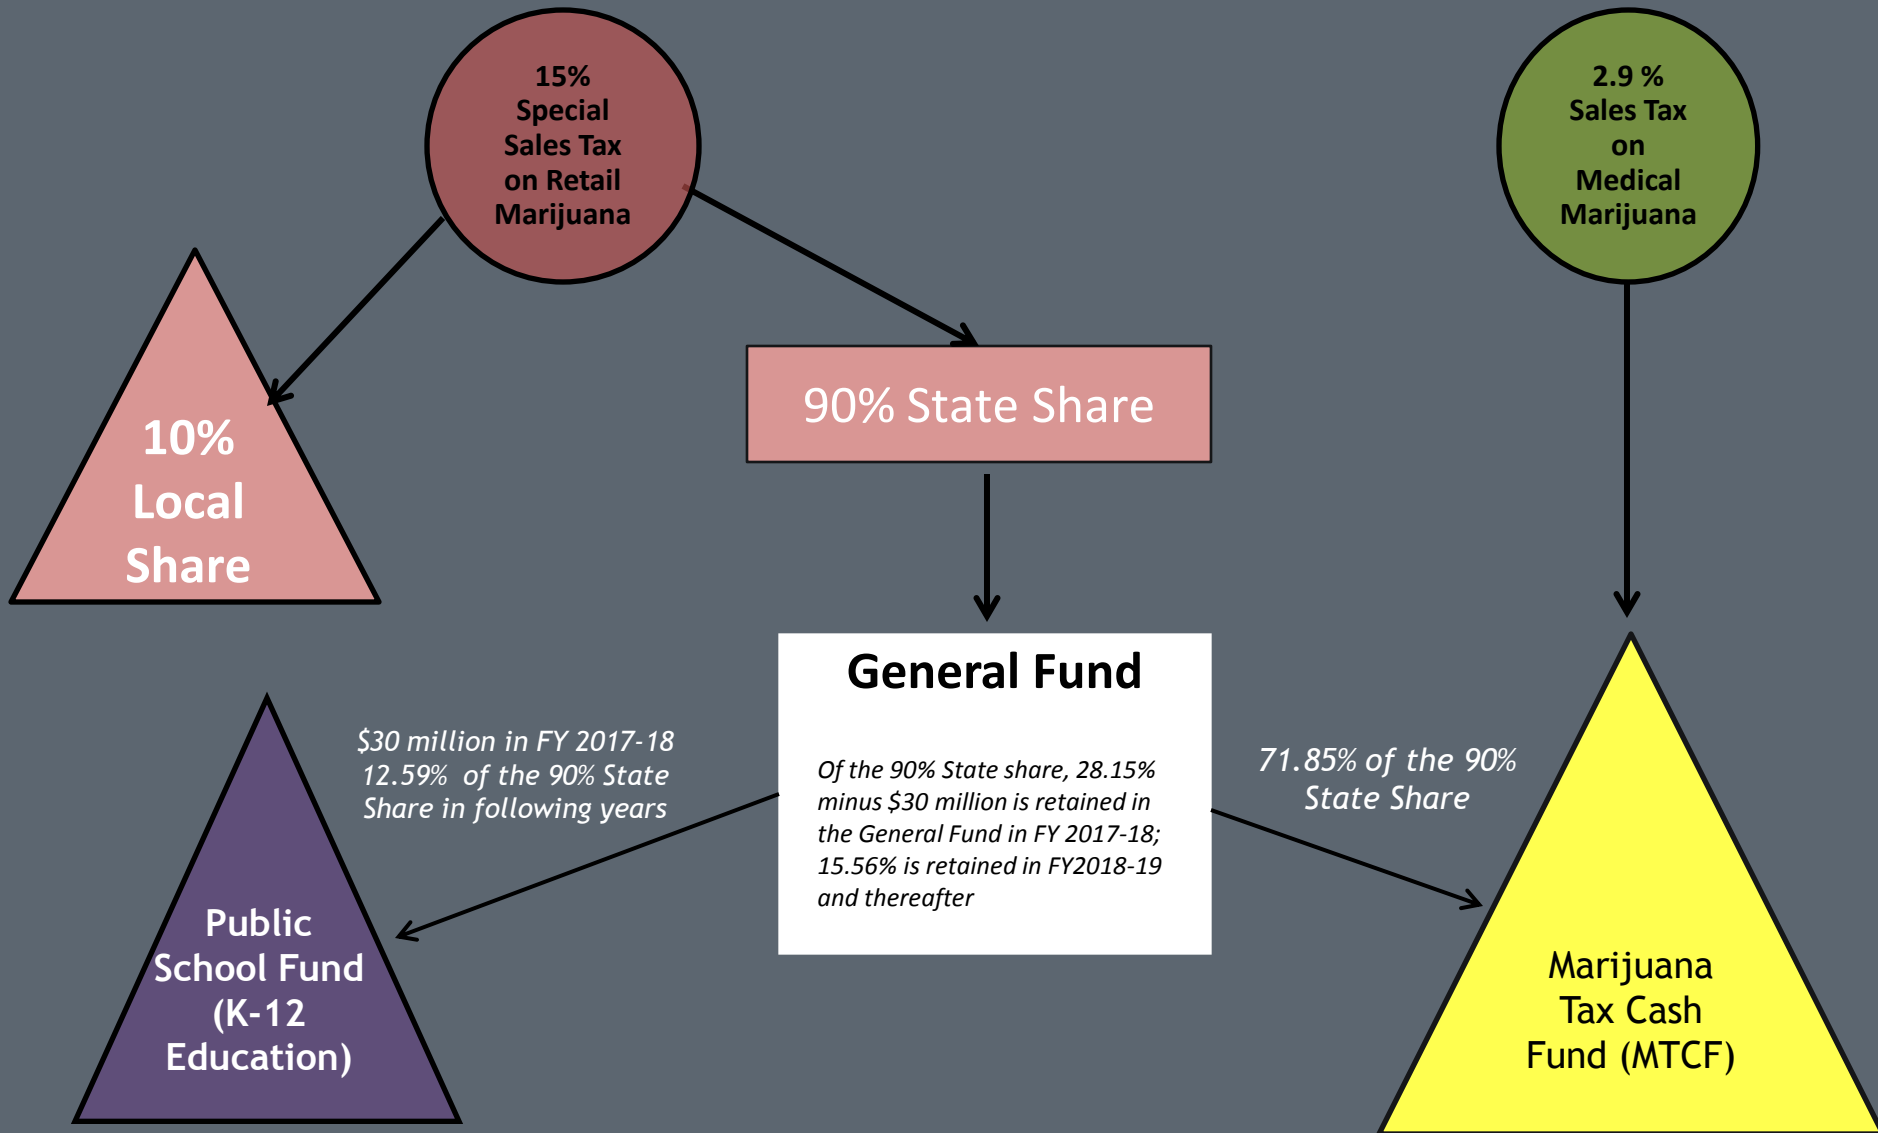 15%
Special
Sales Tax
on Retail
Marijuana
2.9 %
Sales Tax
on
Medical
Marijuana
10%
Local
Share
90% State Share
General Fund
Of the 90% State share, 28.15%
minus $30 million is retained in
the General Fund in FY 2017-18;
15.56% is retained in FY2018-19
and thereafter
$30 million in FY 2017-18
12.59% of the 90% State
Share in following years
71.85% of the 90%
State Share
Public
School Fund
(K-12
Education)
Marijuana
Tax Cash
Fund (MTCF)